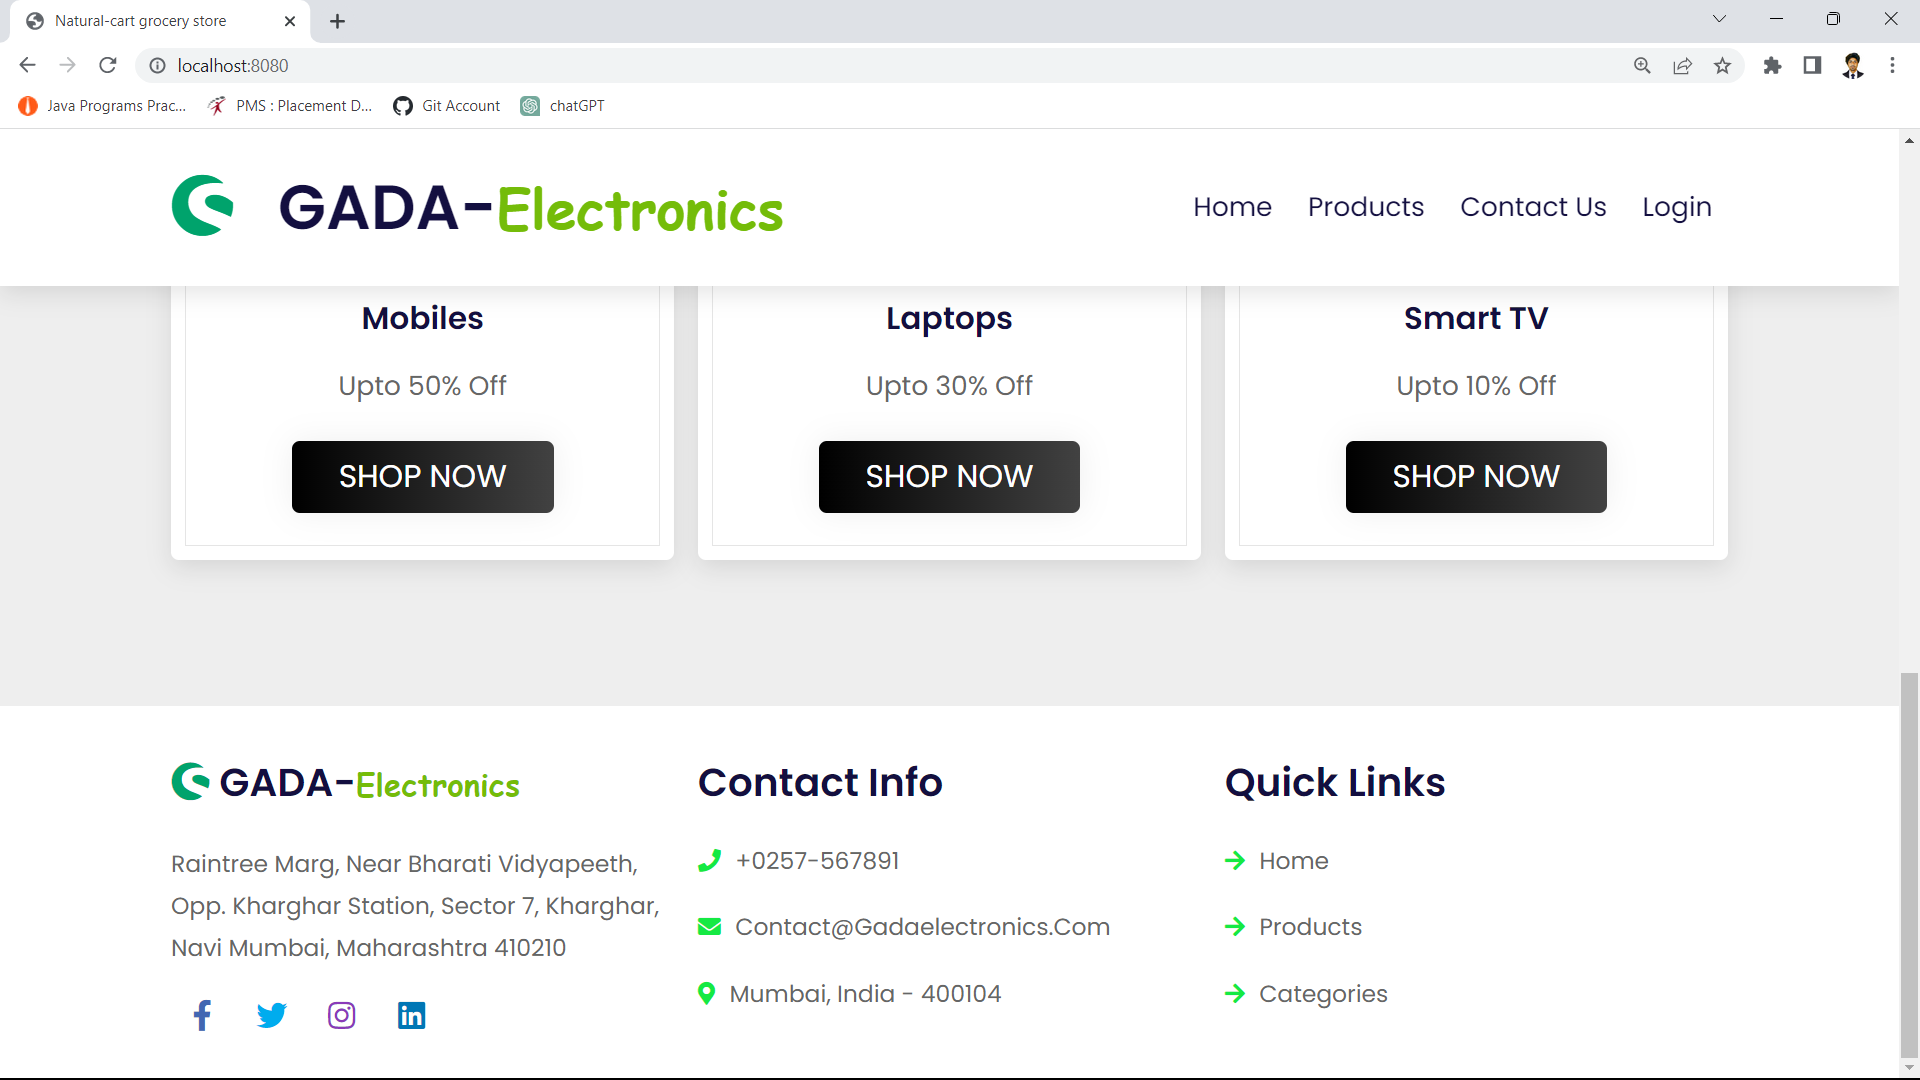 Natural-cart grocery store
localhost:8080
Java Programs Prac...
PMS : Placement D...
Git Account
chatGPT
GADA-Electronics
Home
Products
Contact Us
Login
Mobiles
Upto 50% Off
SHOP NOW
Laptops
Upto 30% Off
SHOP NOW
Smart TV
Upto 10% Off
SHOP NOW
GADA-Electronics
Raintree Marg, Near Bharati Vidyapeeth,
Opp. Kharghar Station, Sector 7, Kharghar,
Navi Mumbai, Maharashtra 410210
Contact Info
+0257-567891
Contact@Gadaelectronics.Com
Mumbai, India - 400104
Quick Links
Home
Products
Categories